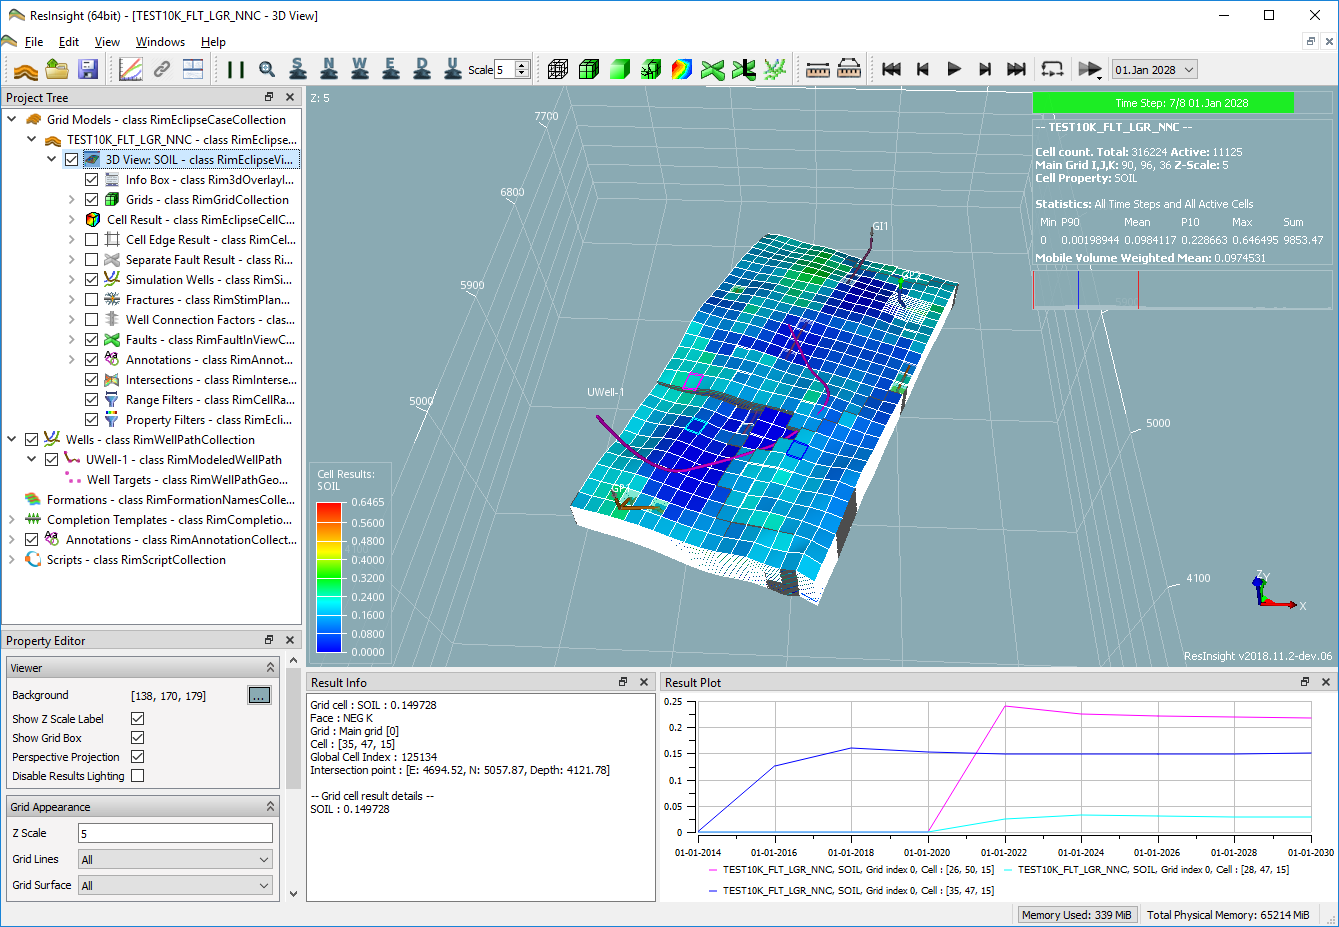 ResInsight (64bit) - [TEST10K_FLT_LGR_NNC - 3D View]
File Edit View Windows Help
S N W E D U Scale 5 01.Jan 2028
Project Tree
Grid Models - class RimEclipseCaseCollection
TEST10K_FLT_LGR_NNC - class RimEclipse...
3D View: SOIL - class RimEclipseVi...
Info Box - class Rim3dOverlayI...
Grids - class RimGridCollection
Cell Result - class RimEclipseCellC...
Cell Edge Result - class RimCel...
Separate Fault Result - class Ri...
Simulation Wells - class RimSi...
Fractures - class RimStimPlan...
Well Connection Factors - clas...
Faults - class RimFaultInViewC...
Annotations - class RimAnnot...
Intersections - class RimInterse...
Range Filters - class RimCellRa...
Property Filters - class RimEcli...
Wells - class RimWellPathCollection
UWell-1 - class RimModeledWellPath
Well Targets - class RimWellPathGeo...
Formations - class RimFormationNamesColle...
Completion Templates - class RimCompletio...
Annotations - class RimAnnotationCollect...
Scripts - class RimScriptCollection
Property Editor
Viewer
Background [138, 170, 179] ...
Show Z Scale Label
Show Grid Box
Perspective Projection
Disable Results Lighting
Grid Appearance
Z Scale 5
Grid Lines All
Grid Surface All
Z: 5
7700
6800
5900
5000
5000
4100
GI1
GP2
UWell-1
GP1
Time Step: 7/8 01.Jan 2028
-- TEST10K_FLT_LGR_NNC --
Cell count. Total: 316224 Active: 11125
Main Grid I,J,K: 90, 96, 36 Z-Scale: 5
Cell Property: SOIL
Statistics: All Time Steps and All Active Cells
Min P90 Mean P10 Max Sum
0 0.00198944 0.0984117 0.228663 0.646495 9853.47
Mobile Volume Weighted Mean: 0.0974531
Cell Results:
SOIL
0.6465
0.5600
0.4800
0.4000
0.3200
0.2400
0.1600
0.0800
0.0000
Z Y
X
ResInsight v2018.11.2-dev.06
Result Info
Grid cell : SOIL : 0.149728
Face : NEG K
Grid : Main grid [0]
Cell : [35, 47, 15]
Global Cell Index : 125134
Intersection point : [E: 4694.52, N: 5057.87, Depth: 4121.78]
-- Grid cell result details --
SOIL : 0.149728
Result Plot
0.25
0.2
0.15
0.1
0.05
0
01-01-2014 01-01-2016 01-01-2018 01-01-2020 01-01-2022 01-01-2024 01-01-2026 01-01-2028 01-01-2030
TEST10K_FLT_LGR_NNC, SOIL, Grid index 0, Cell : [26, 50, 15] TEST10K_FLT_LGR_NNC, SOIL, Grid index 0, Cell : [28, 47, 15]
TEST10K_FLT_LGR_NNC, SOIL, Grid index 0, Cell : [35, 47, 15]
Memory Used: 339 MiB Total Physical Memory: 65214 MiB